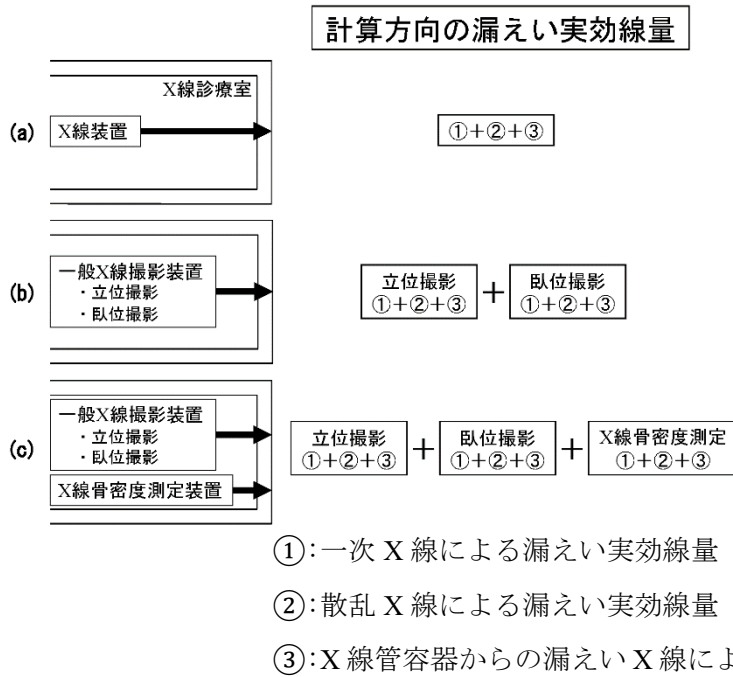 計算方向の漏えい実効線量
X線診療室
(a)
X線装置
①+②+③
(b)
一般X線撮影装置
・立位撮影
・臥位撮影
立位撮影
①+②+③
+
臥位撮影
①+②+③
(c)
一般X線撮影装置
・立位撮影
・臥位撮影
X線骨密度測定装置
立位撮影
①+②+③
+
臥位撮影
①+②+③
+
X線骨密度測定
①+②+③
①:一次 X 線による漏えい実効線量
②:散乱 X 線による漏えい実効線量
③:X 線管容器からの漏えい X 線によ